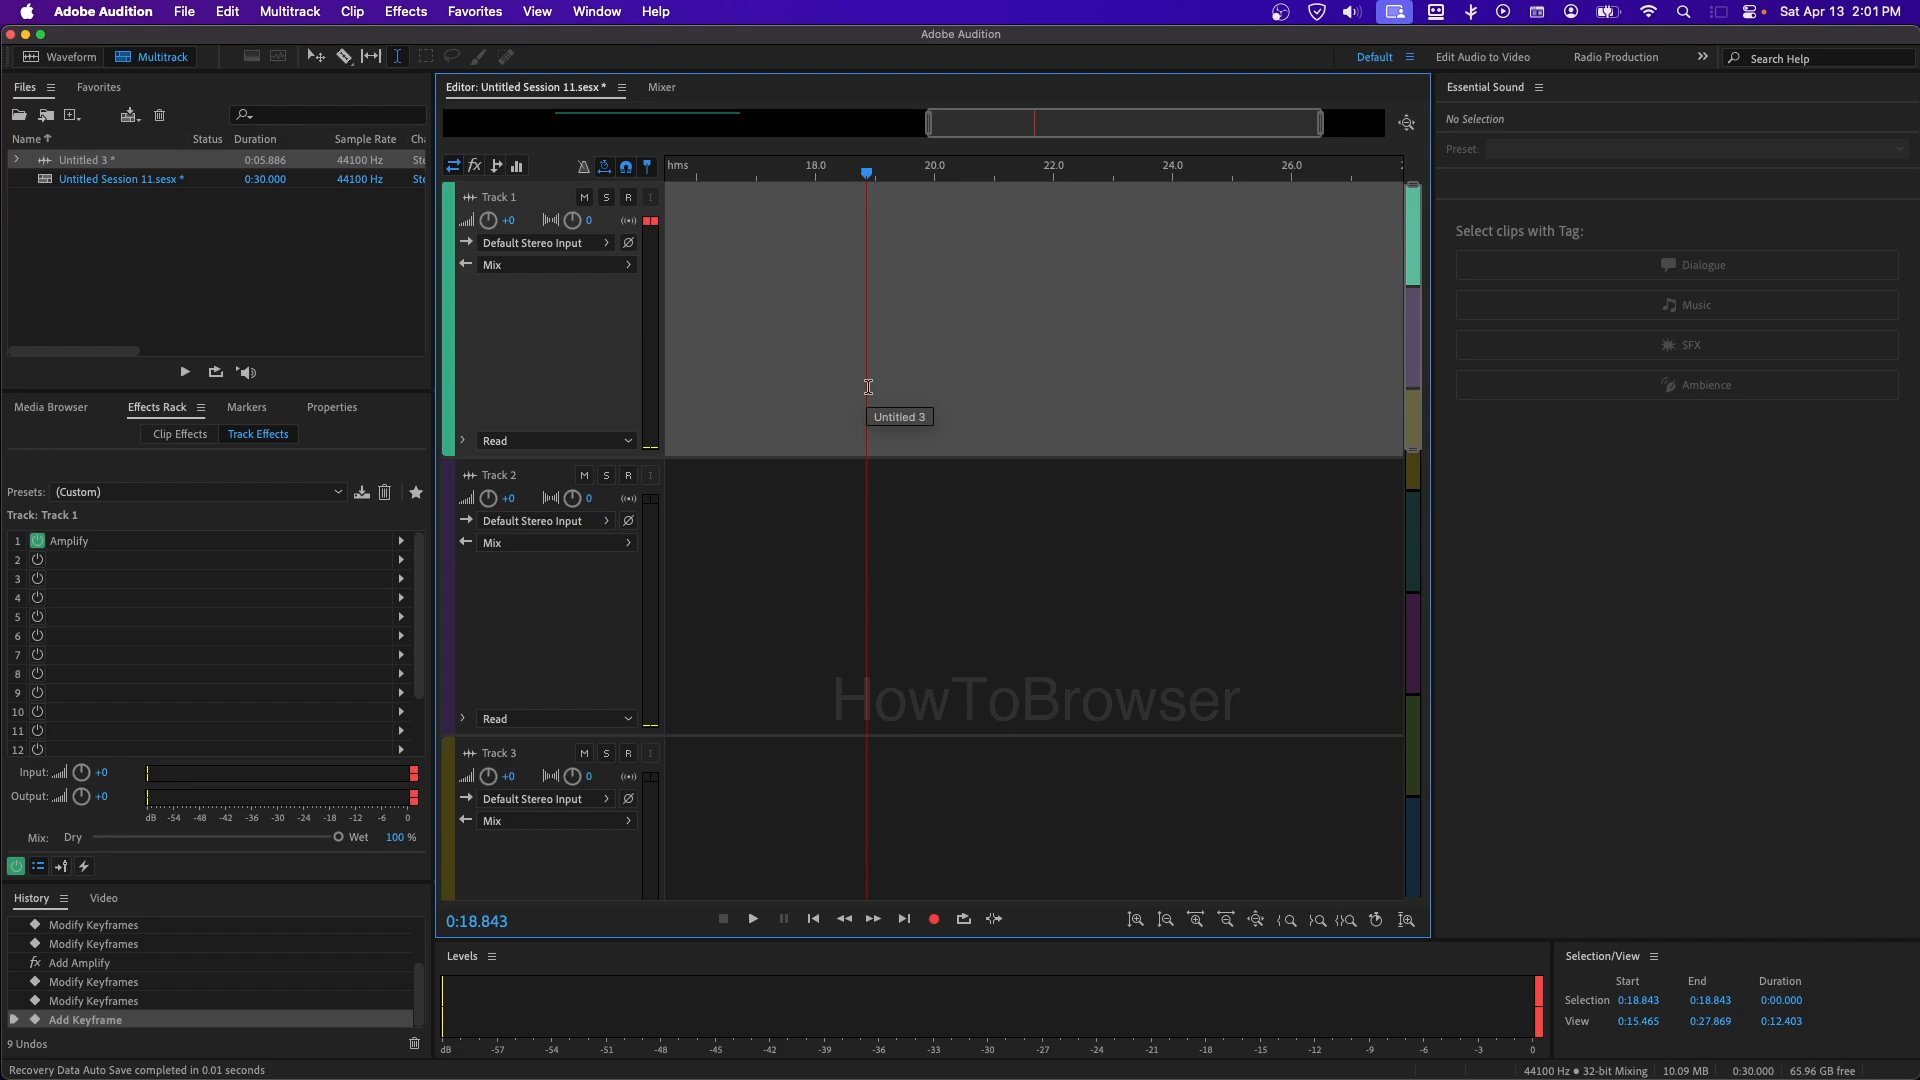 Adobe Audition File Edit Multitrack Clip Effects Favorites View Window Help Sat Apr 13 2:01 PM
Adobe Audition
Waveform Multitrack Default Edit Audio to Video Radio Production Search Help
Files Favorites
Name Status Duration Sample Rate Ch
Untitled 3 * 0:05.886 44100 Hz Ste
Untitled Session 11.sesx * 0:30.000 44100 Hz Ste
Media Browser Effects Rack Markers Properties
Clip Effects Track Effects
Presets: (Custom)
Track: Track 1
1 Amplify
2
3
4
5
6
7
8
9
10
11
12
Input: +0
Output: +0
dB -54 -48 -42 -36 -30 -24 -18 -12 -6 0
Mix: Dry Wet 100 %
History Video
Modify Keyframes
Modify Keyframes
fx Add Amplify
Modify Keyframes
Modify Keyframes
Add Keyframe
9 Undos
Recovery Data Auto Save completed in 0.01 seconds
Editor: Untitled Session 11.sesx * Mixer
fx hms 18.0 20.0 22.0 24.0 26.0
Track 1 M S R I
+0 0
Default Stereo Input
Mix
Untitled 3
Read
Track 2 M S R I
+0 0
Default Stereo Input
Mix
HowToBrowser
Read
Track 3 M S R I
+0 0
Default Stereo Input
Mix
0:18.843
Levels
dB -57 -54 -51 -48 -45 -42 -39 -36 -33 -30 -27 -24 -21 -18 -15 -12 -9 -6 -3 0
Essential Sound
No Selection
Preset:
Select clips with Tag:
Dialogue
Music
SFX
Ambience
Selection/View
Start End Duration
Selection 0:18.843 0:18.843 0:00.000
View 0:15.465 0:27.869 0:12.403
44100 Hz • 32-bit Mixing 10.09 MB 0:30.000 65.96 GB free